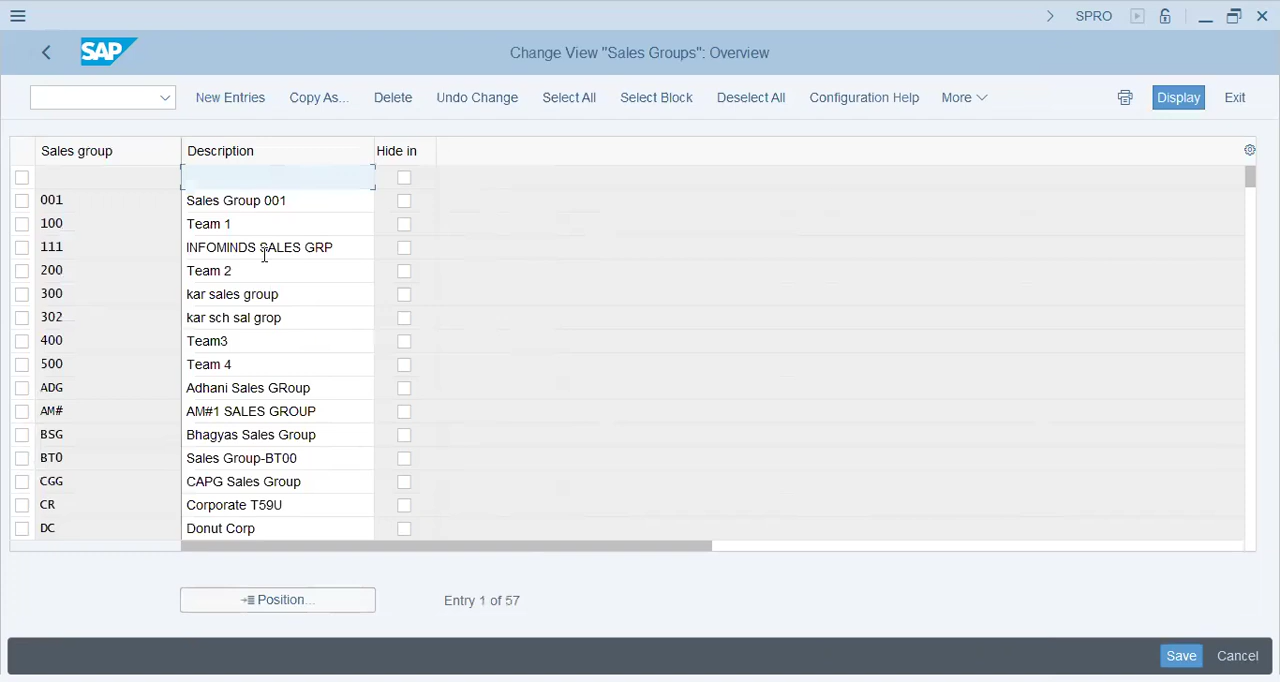 SPRO
SAP Change View "Sales Groups": Overview
New Entries Copy As... Delete Undo Change Select All Select Block Deselect All Configuration Help More Display Exit
Sales group Description Hide in
001 Sales Group 001
100 Team 1
111 INFOMINDS SALES GRP
200 Team 2
300 kar sales group
302 kar sch sal grop
400 Team3
500 Team 4
ADG Adhani Sales GRoup
AM# AM#1 SALES GROUP
BSG Bhagyas Sales Group
BT0 Sales Group-BT00
CGG CAPG Sales Group
CR Corporate T59U
DC Donut Corp
Position... Entry 1 of 57
Save Cancel